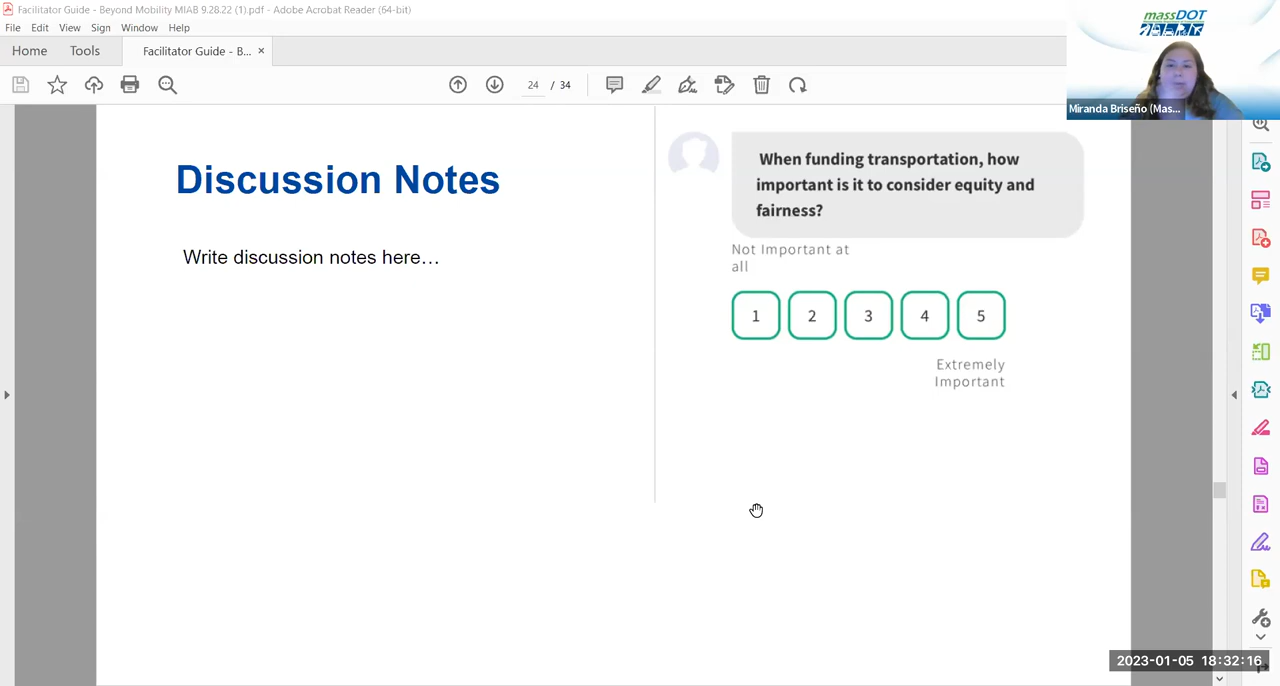 Facilitator Guide - Beyond Mobility MIAB 9.28.22 (1).pdf - Adobe Acrobat Reader (64-bit)
File Edit View Sign Window Help
Home Tools Facilitator Guide - B... ×
24 / 34
massDOT
Miranda Briseño (Mas...
Discussion Notes
Write discussion notes here…
When funding transportation, how
important is it to consider equity and
fairness?
Not Important at
all
1 2 3 4 5
Extremely
Important
2023-01-05 18:32:16